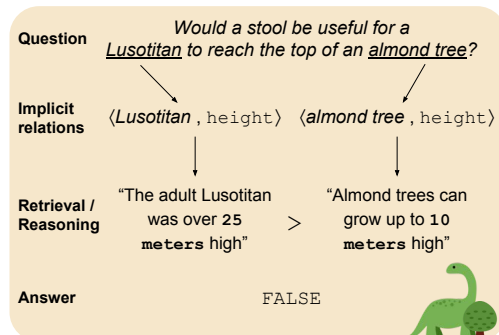 Question
Would a stool be useful for a
Lusotitan to reach the top of an almond tree?
Implicit
relations
⟨Lusotitan , height⟩ ⟨almond tree , height⟩
Retrieval /
Reasoning
“The adult Lusotitan
was over 25
meters high”
>
“Almond trees can
grow up to 10
meters high”
Answer
FALSE